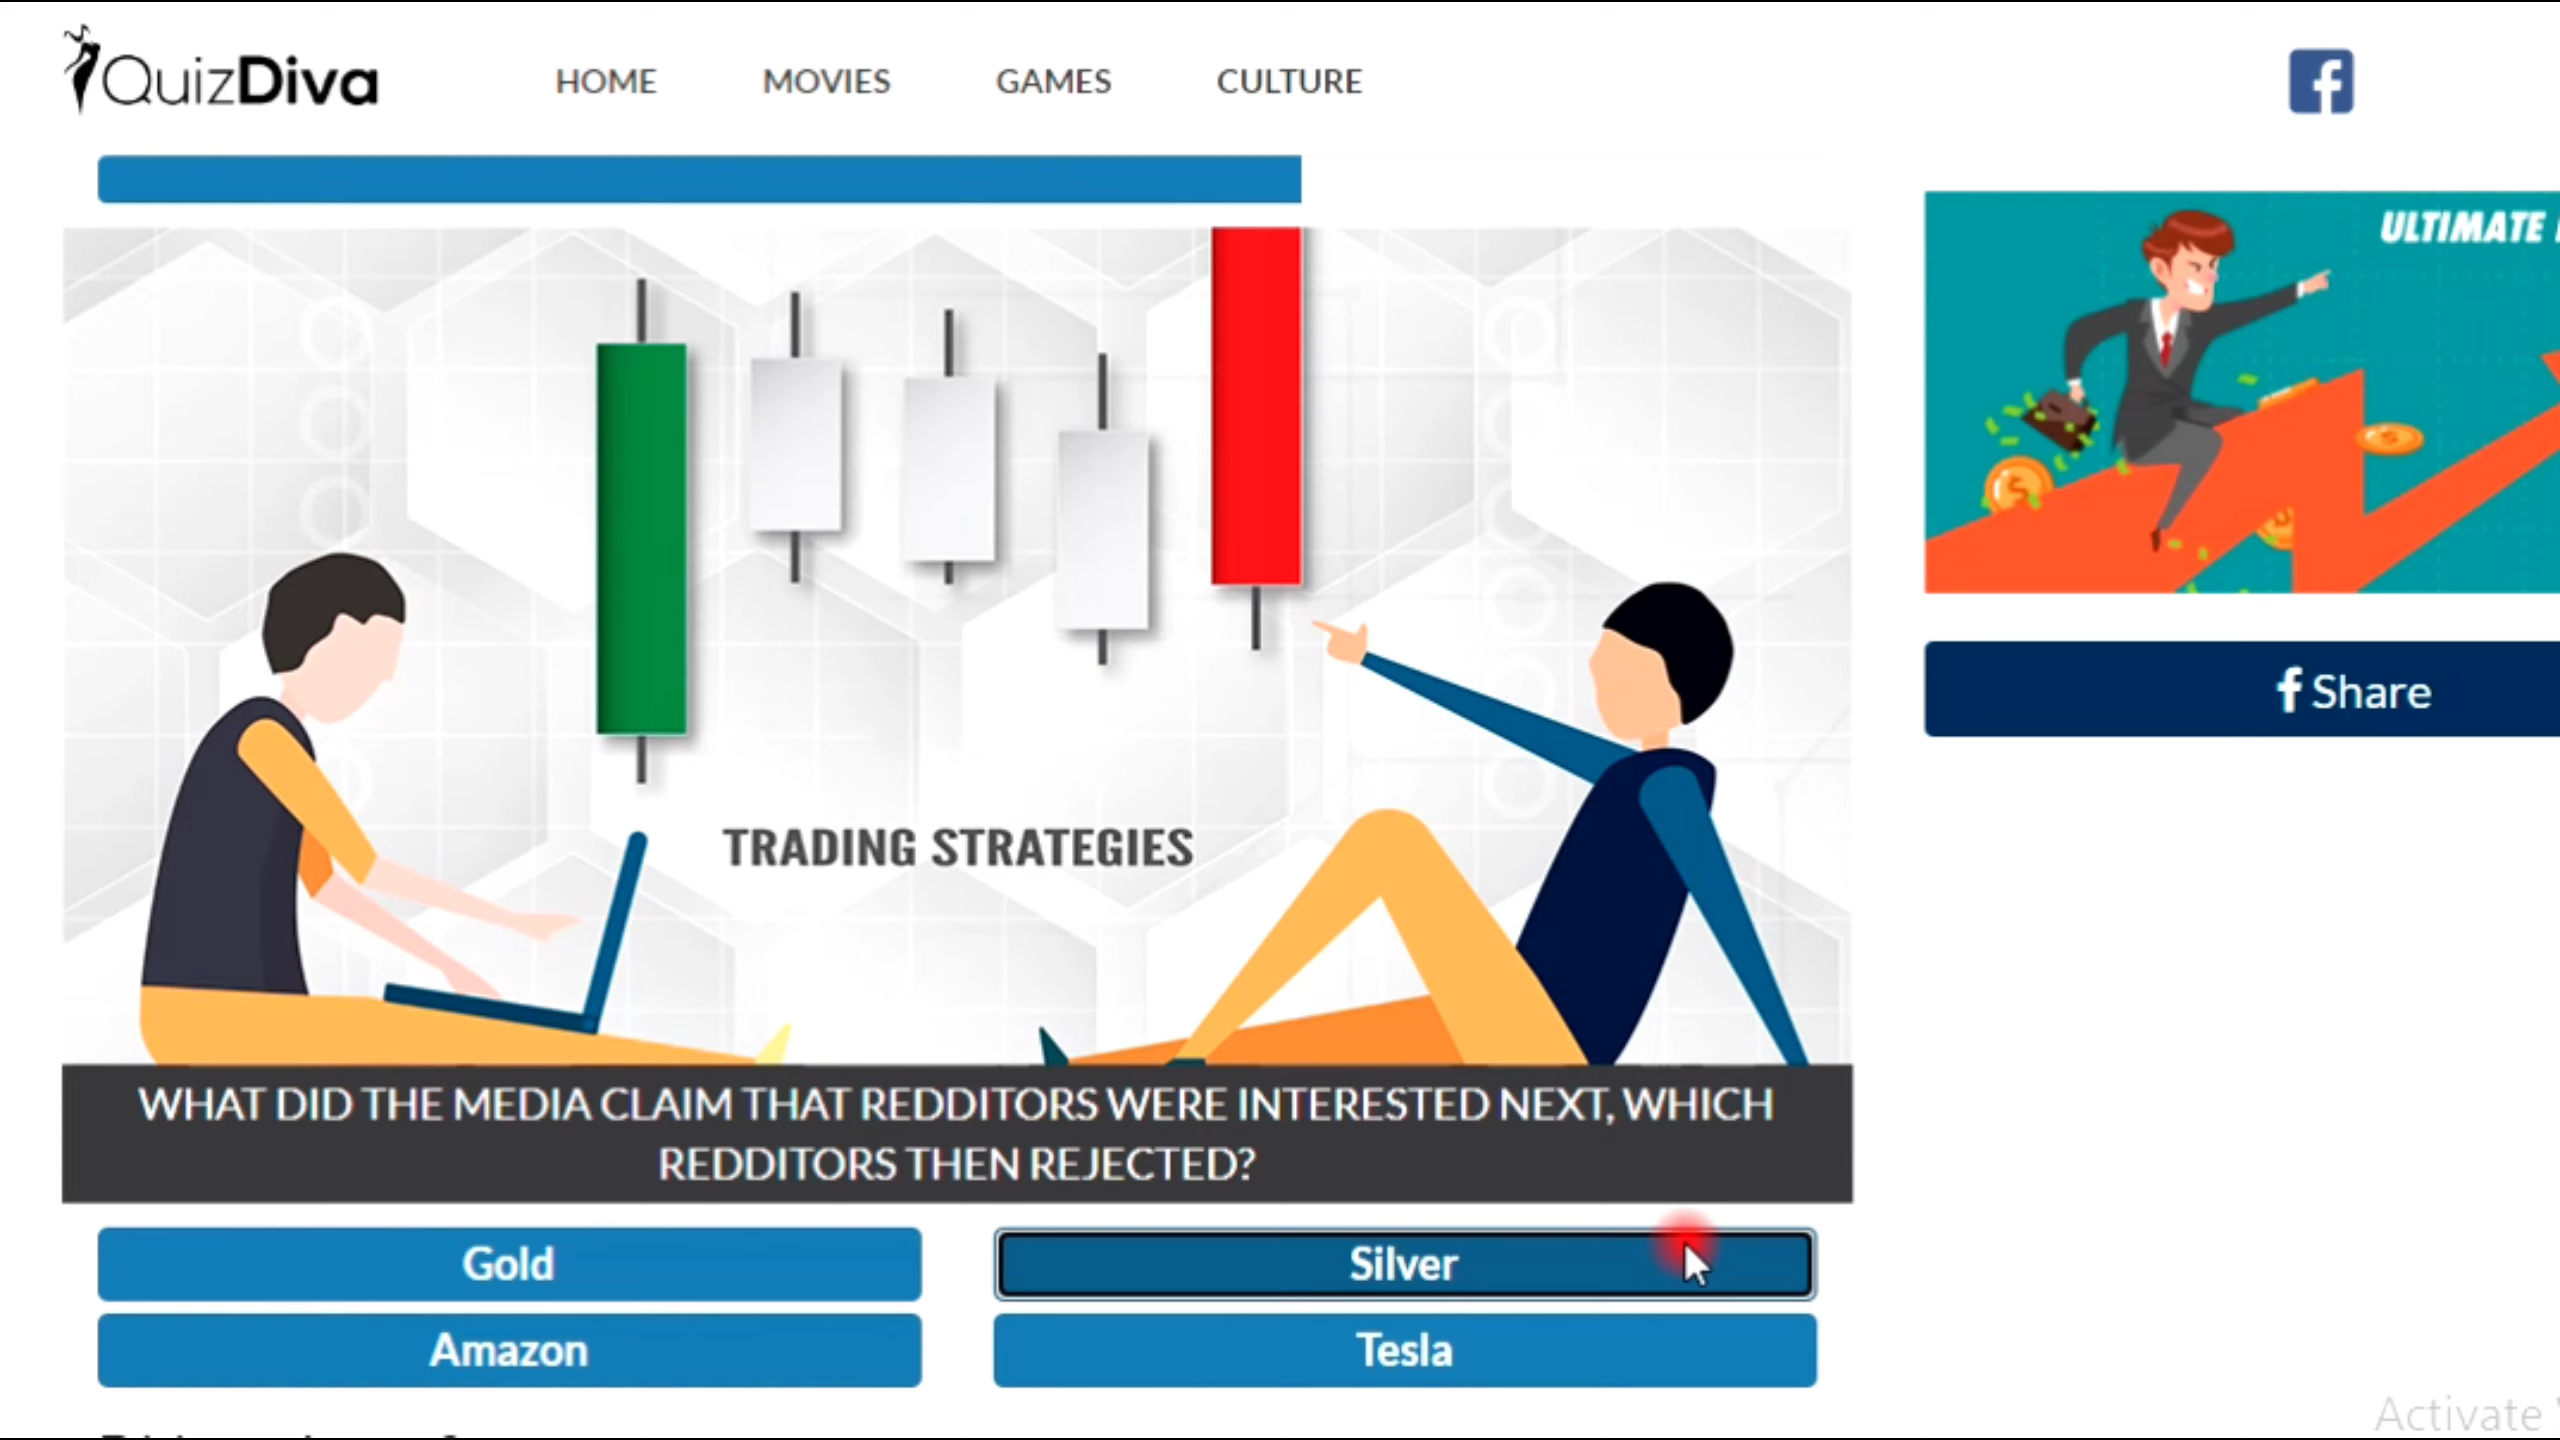 QuizDiva
HOME MOVIES GAMES CULTURE
ULTIMATE
Share
TRADING STRATEGIES
WHAT DID THE MEDIA CLAIM THAT REDDITORS WERE INTERESTED NEXT, WHICH
REDDITORS THEN REJECTED?
Gold
Silver
Amazon
Tesla
Activate